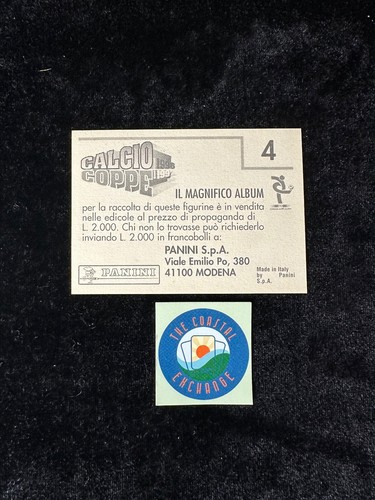 4
CALCIO
COPPE
IL MAGNIFICO ALBUM
per la raccolta di queste figurine è in vendita
nelle edicole al prezzo di propaganda di
L. 2.000. Chi non lo trovasse può richiederlo
inviando L. 2.000 in francobolli a:
PANINI S.p.A.
Viale Emilio Po, 380
41100 MODENA
PANINI
Made in Italy
by Panini
S.p.A.
THE COASTAL
EXCHANGE